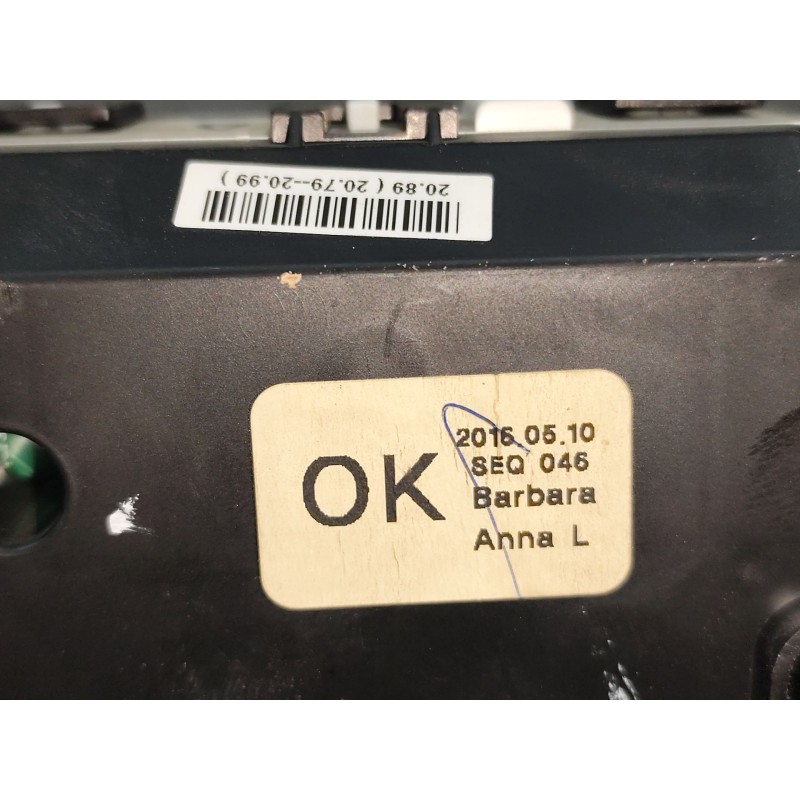 20.89 ( 20.79--20.99 )
OK
2016.05.10
SEQ 046
Barbara
Anna L